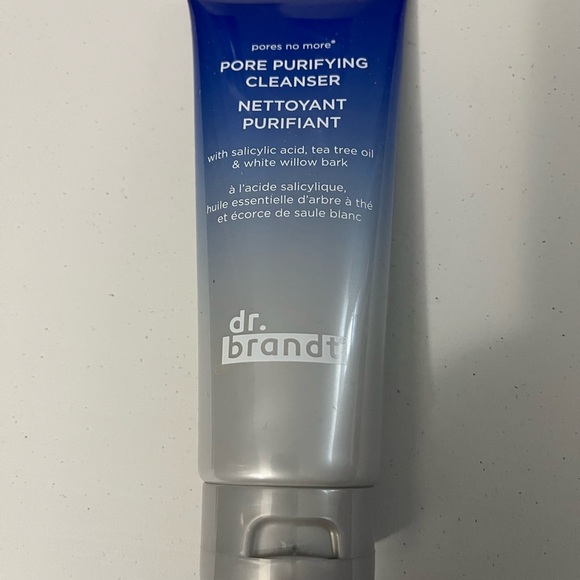 pores no more®
PORE PURIFYING
CLEANSER
NETTOYANT
PURIFIANT
with salicylic acid, tea tree oil
& white willow bark
à l'acide salicylique,
huile essentielle d'arbre à thé
et écorce de saule blanc
dr.
brandt